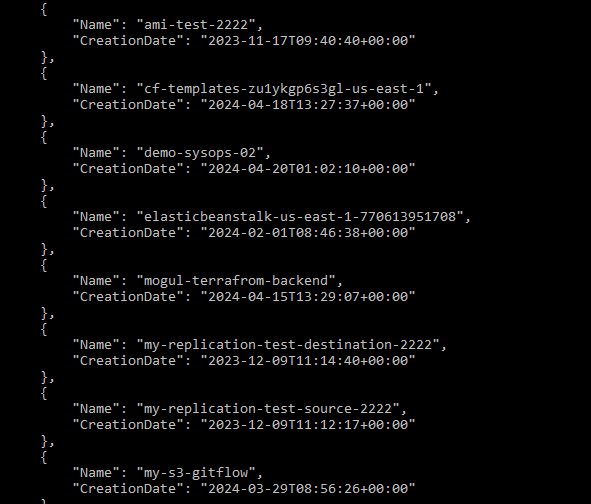 {
"Name": "ami-test-2222",
"CreationDate": "2023-11-17T09:40:40+00:00"
},
{
"Name": "cf-templates-zu1ykgp6s3gl-us-east-1",
"CreationDate": "2024-04-18T13:27:37+00:00"
},
{
"Name": "demo-sysops-02",
"CreationDate": "2024-04-20T01:02:10+00:00"
},
{
"Name": "elasticbeanstalk-us-east-1-770613951708",
"CreationDate": "2024-02-01T08:46:38+00:00"
},
{
"Name": "mogul-terrafrom-backend",
"CreationDate": "2024-04-15T13:29:07+00:00"
},
{
"Name": "my-replication-test-destination-2222",
"CreationDate": "2023-12-09T11:14:40+00:00"
},
{
"Name": "my-replication-test-source-2222",
"CreationDate": "2023-12-09T11:12:17+00:00"
},
{
"Name": "my-s3-gitflow",
"CreationDate": "2024-03-29T08:56:26+00:00"